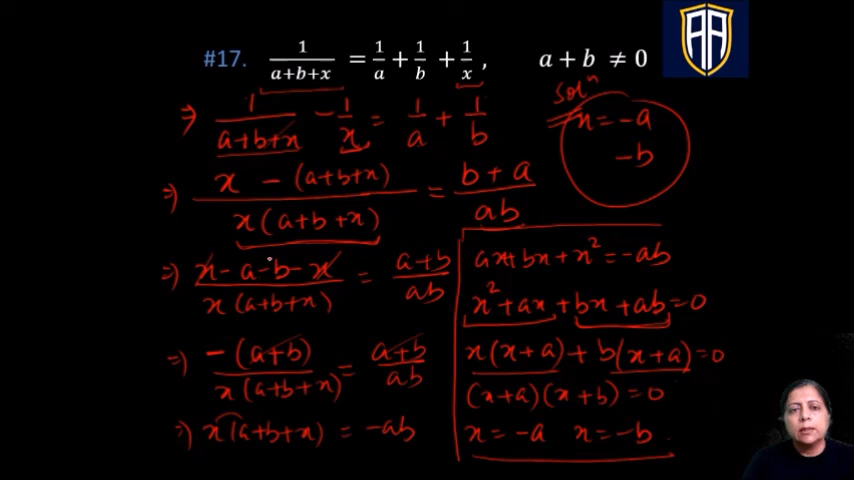 #17. 1/(a+b+x) = 1/a + 1/b + 1/x , a + b ≠ 0
⇒ 1/(a+b+x) - 1/x = 1/a + 1/b
⇒ (x - (a+b+x))/(x(a+b+x)) = (b+a)/(ab)
⇒ (x-a-b-x)/(x(a+b+x)) = (a+b)/(ab)
⇒ -(a+b)/(x(a+b+x)) = (a+b)/(ab)
⇒ x(a+b+x) = -ab
ax+bx+x² = -ab
x²+ax+bx+ab = 0
x(x+a)+b(x+a) = 0
(x+a)(x+b) = 0
x = -a x = -b
Solⁿ
x = -a
-b
AA